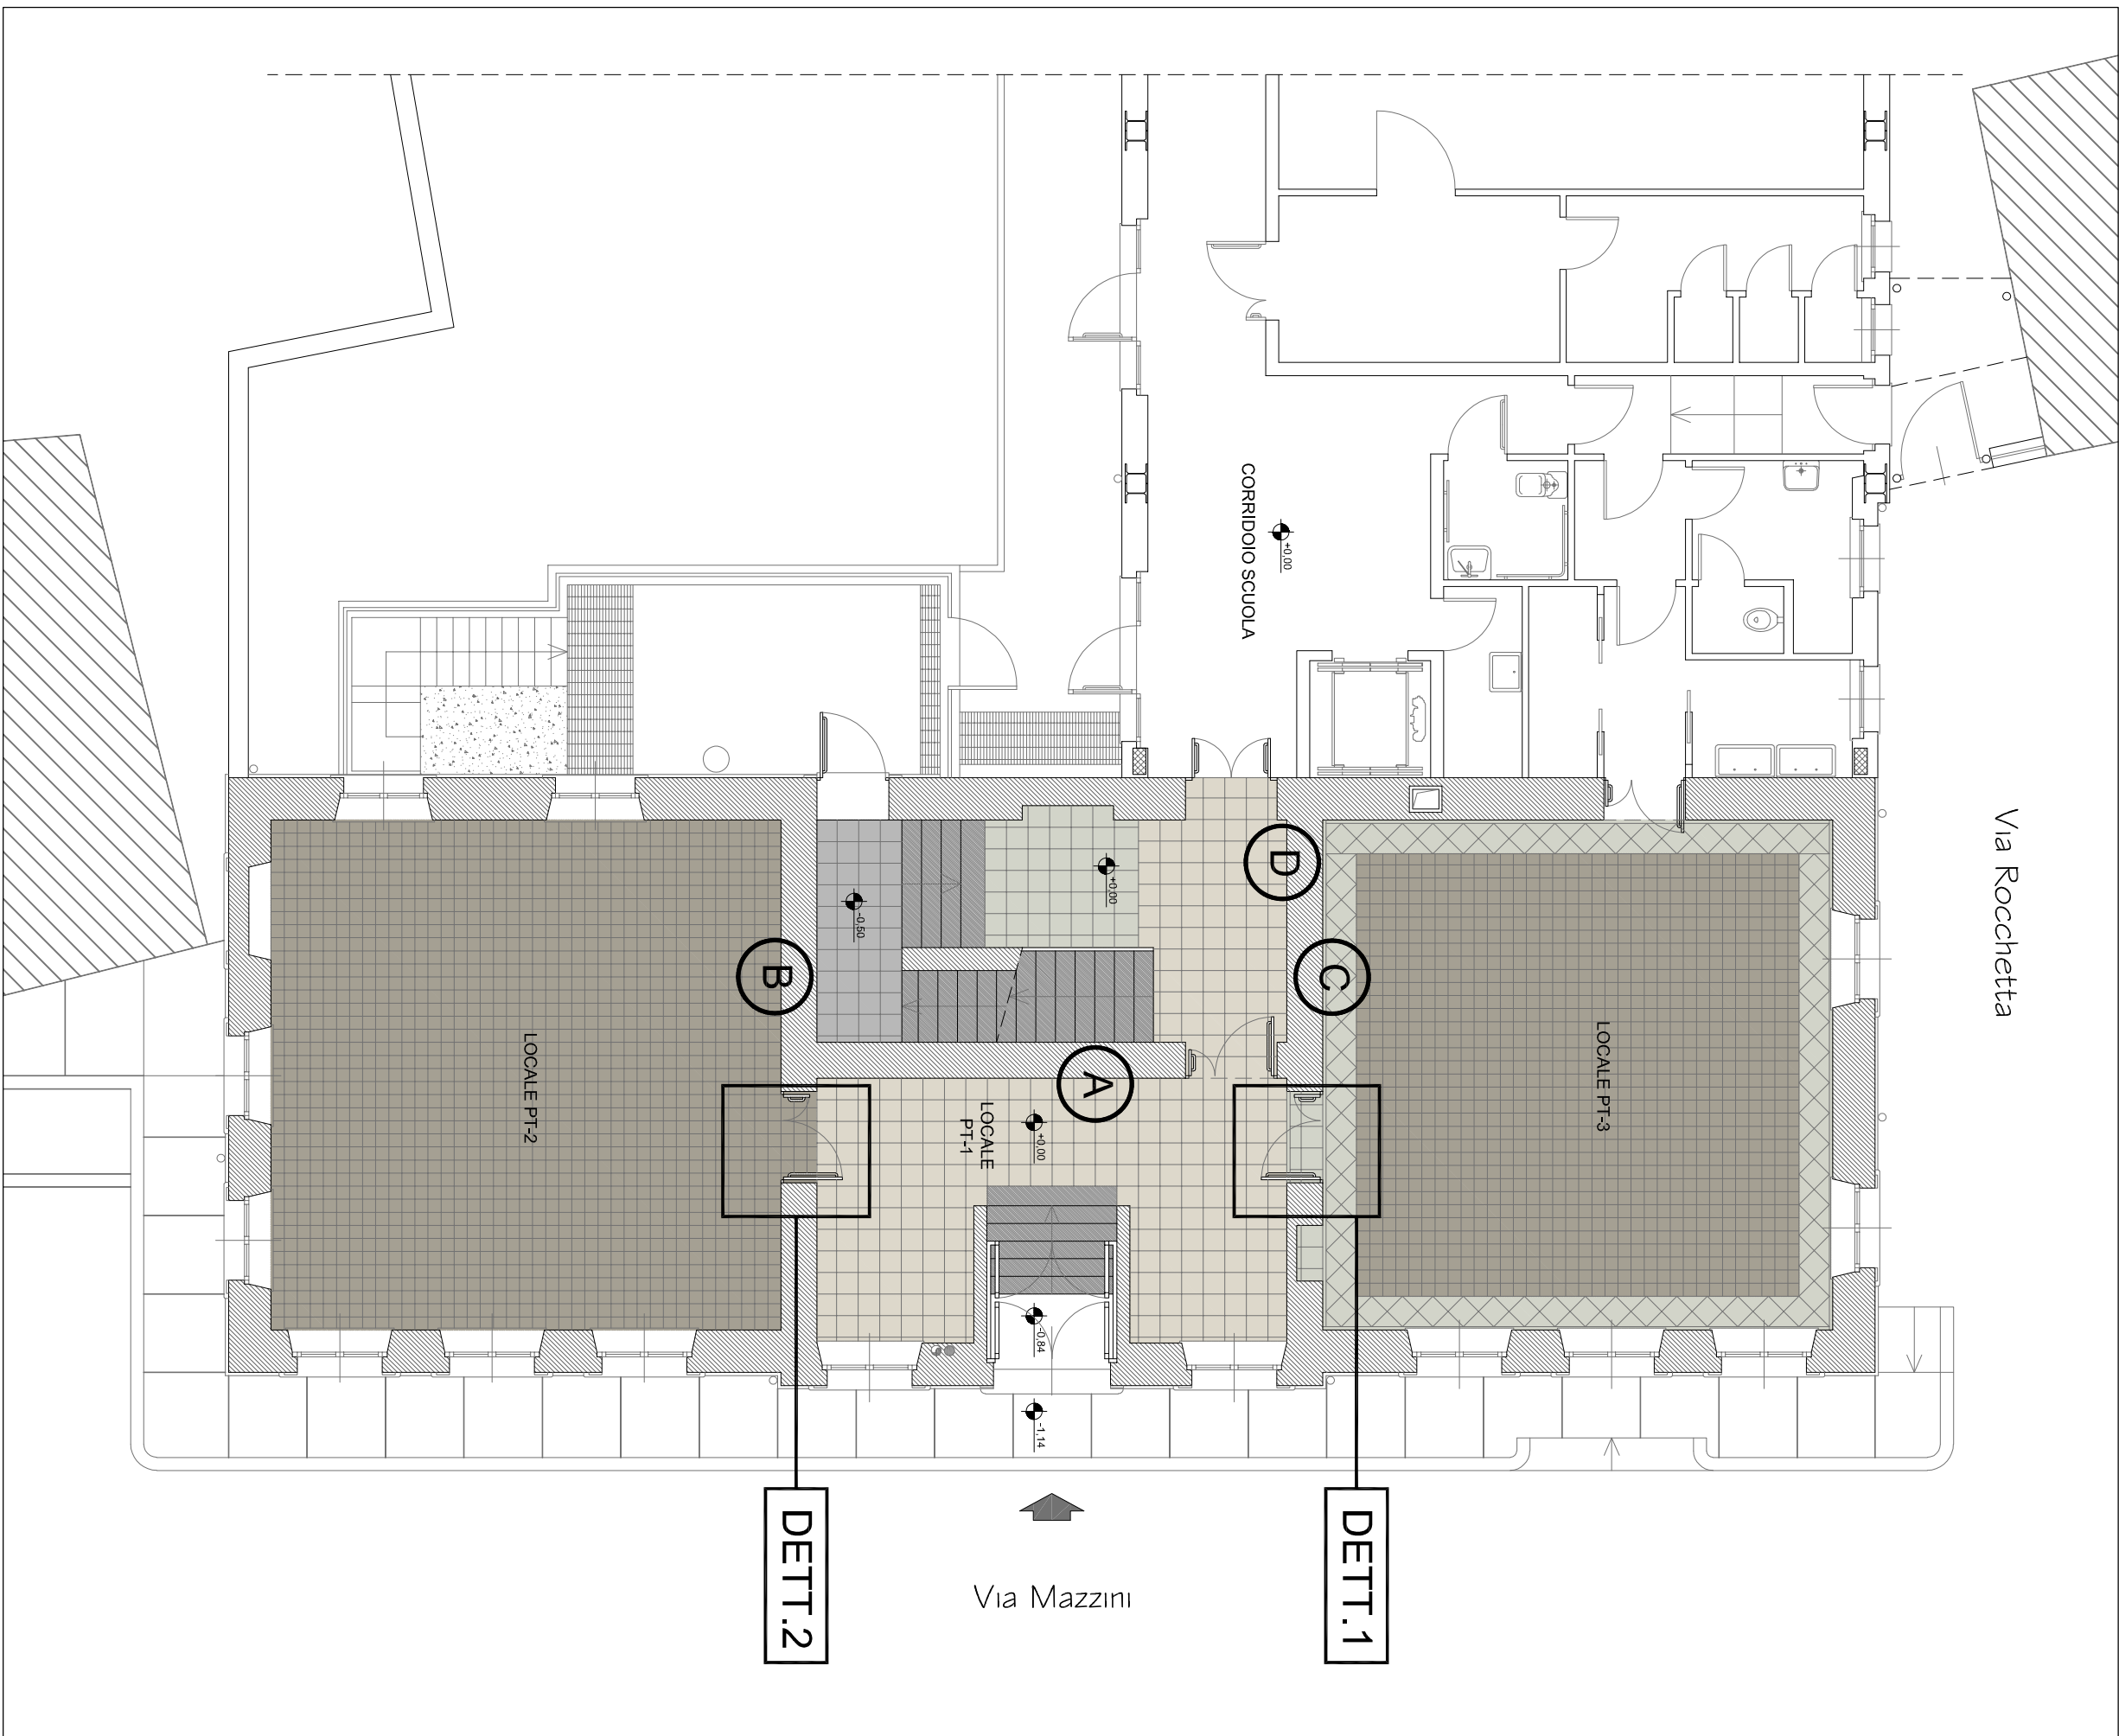 CORRIDOIO SCUOLA
+0,00
Via Rocchetta
D
+0,00
-0,50
B
C
A
LOCALE PT-2
LOCALE PT-3
LOCALE
PT-1
+0,00
-0,84
-1,14
DETT.2
DETT.1
Via Mazzini